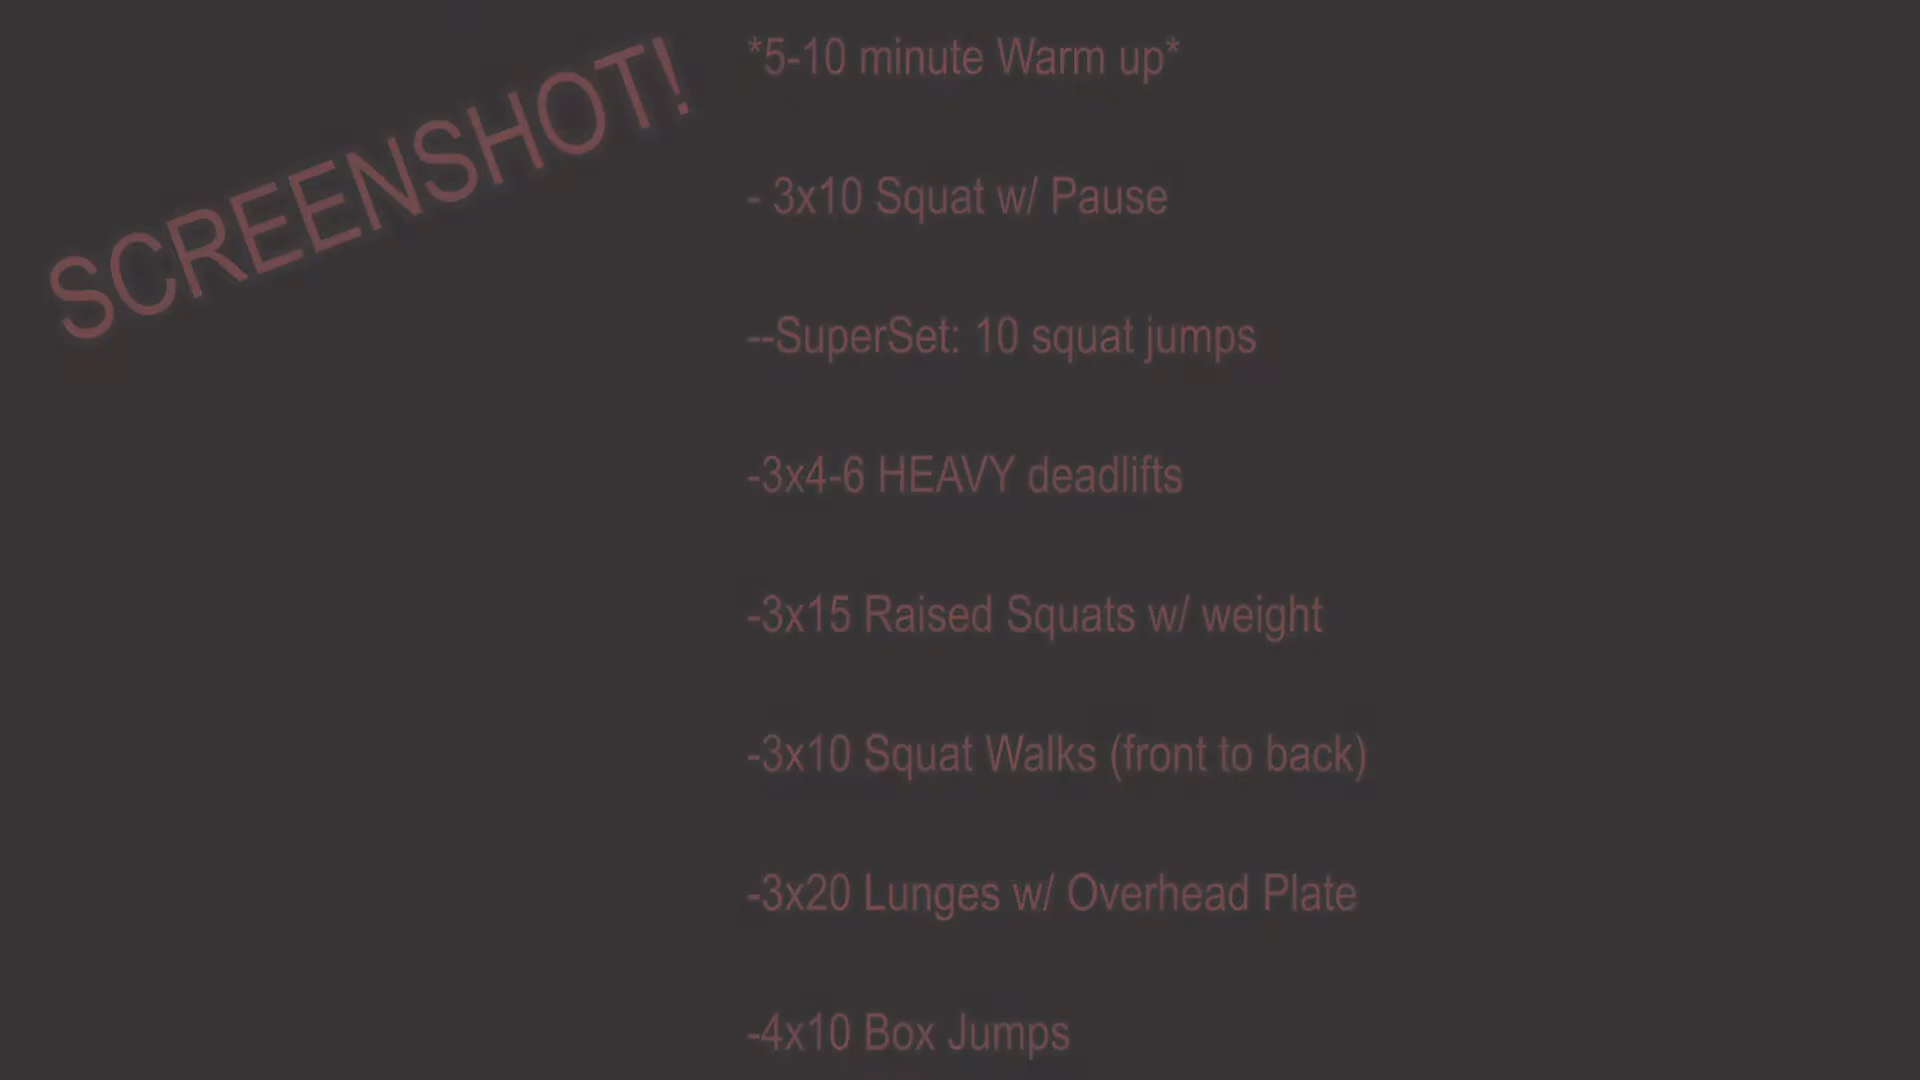 SCREENSHOT!
*5-10 minute Warm up*
- 3x10 Squat w/ Pause
--SuperSet: 10 squat jumps
-3x4-6 HEAVY deadlifts
-3x15 Raised Squats w/ weight
-3x10 Squat Walks (front to back)
-3x20 Lunges w/ Overhead Plate
-4x10 Box Jumps